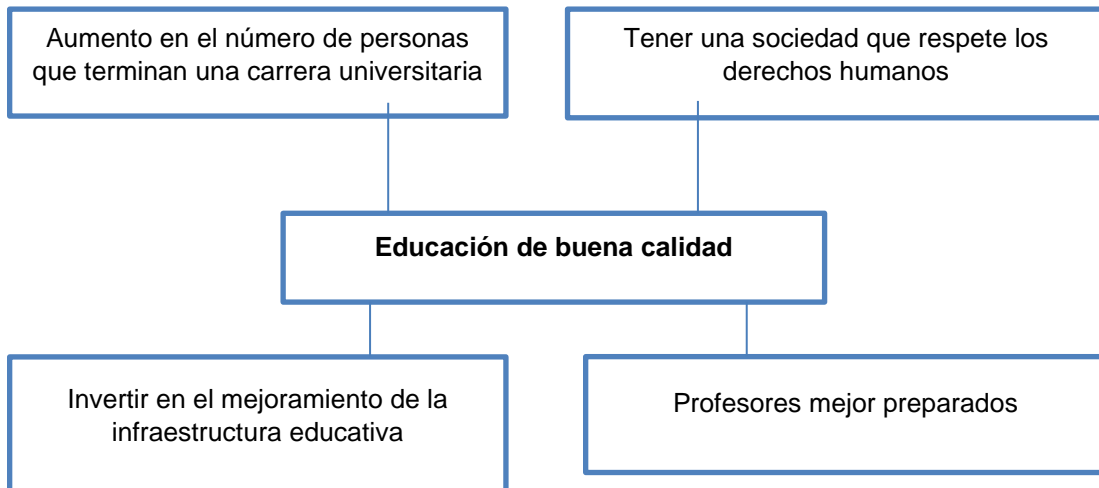 Aumento en el número de personas
que terminan una carrera universitaria
Tener una sociedad que respete los
derechos humanos
Educación de buena calidad
Invertir en el mejoramiento de la
infraestructura educativa
Profesores mejor preparados